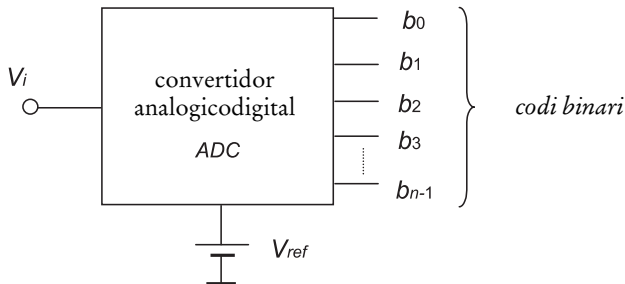 b0
Vi
convertidor
analogicodigital
ADC
b1
b2
b3
bn-1
codi binari
Vref